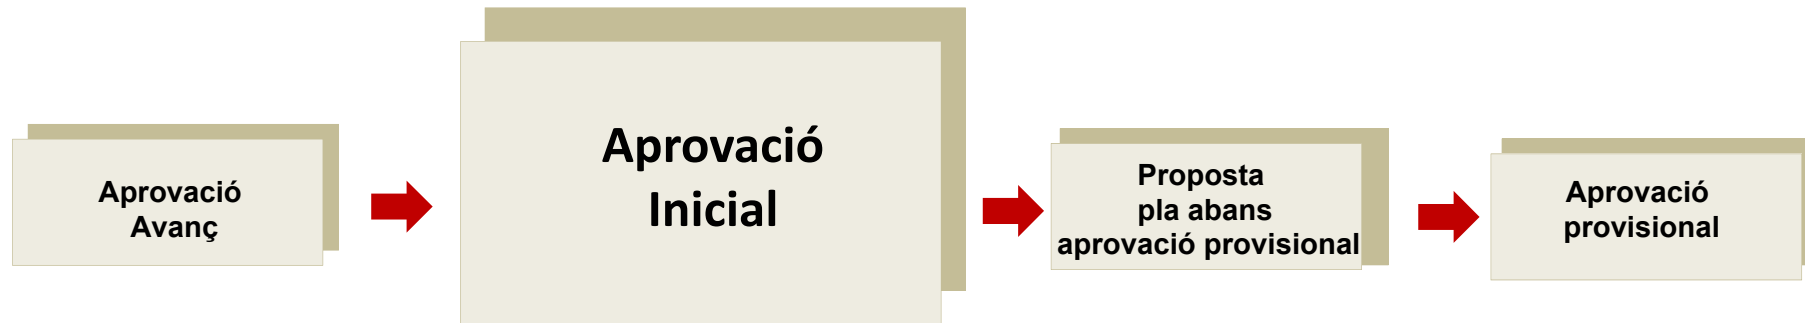 Aprovació
Avanç
Aprovació
Inicial
Proposta
pla abans
aprovació provisional
Aprovació
provisional